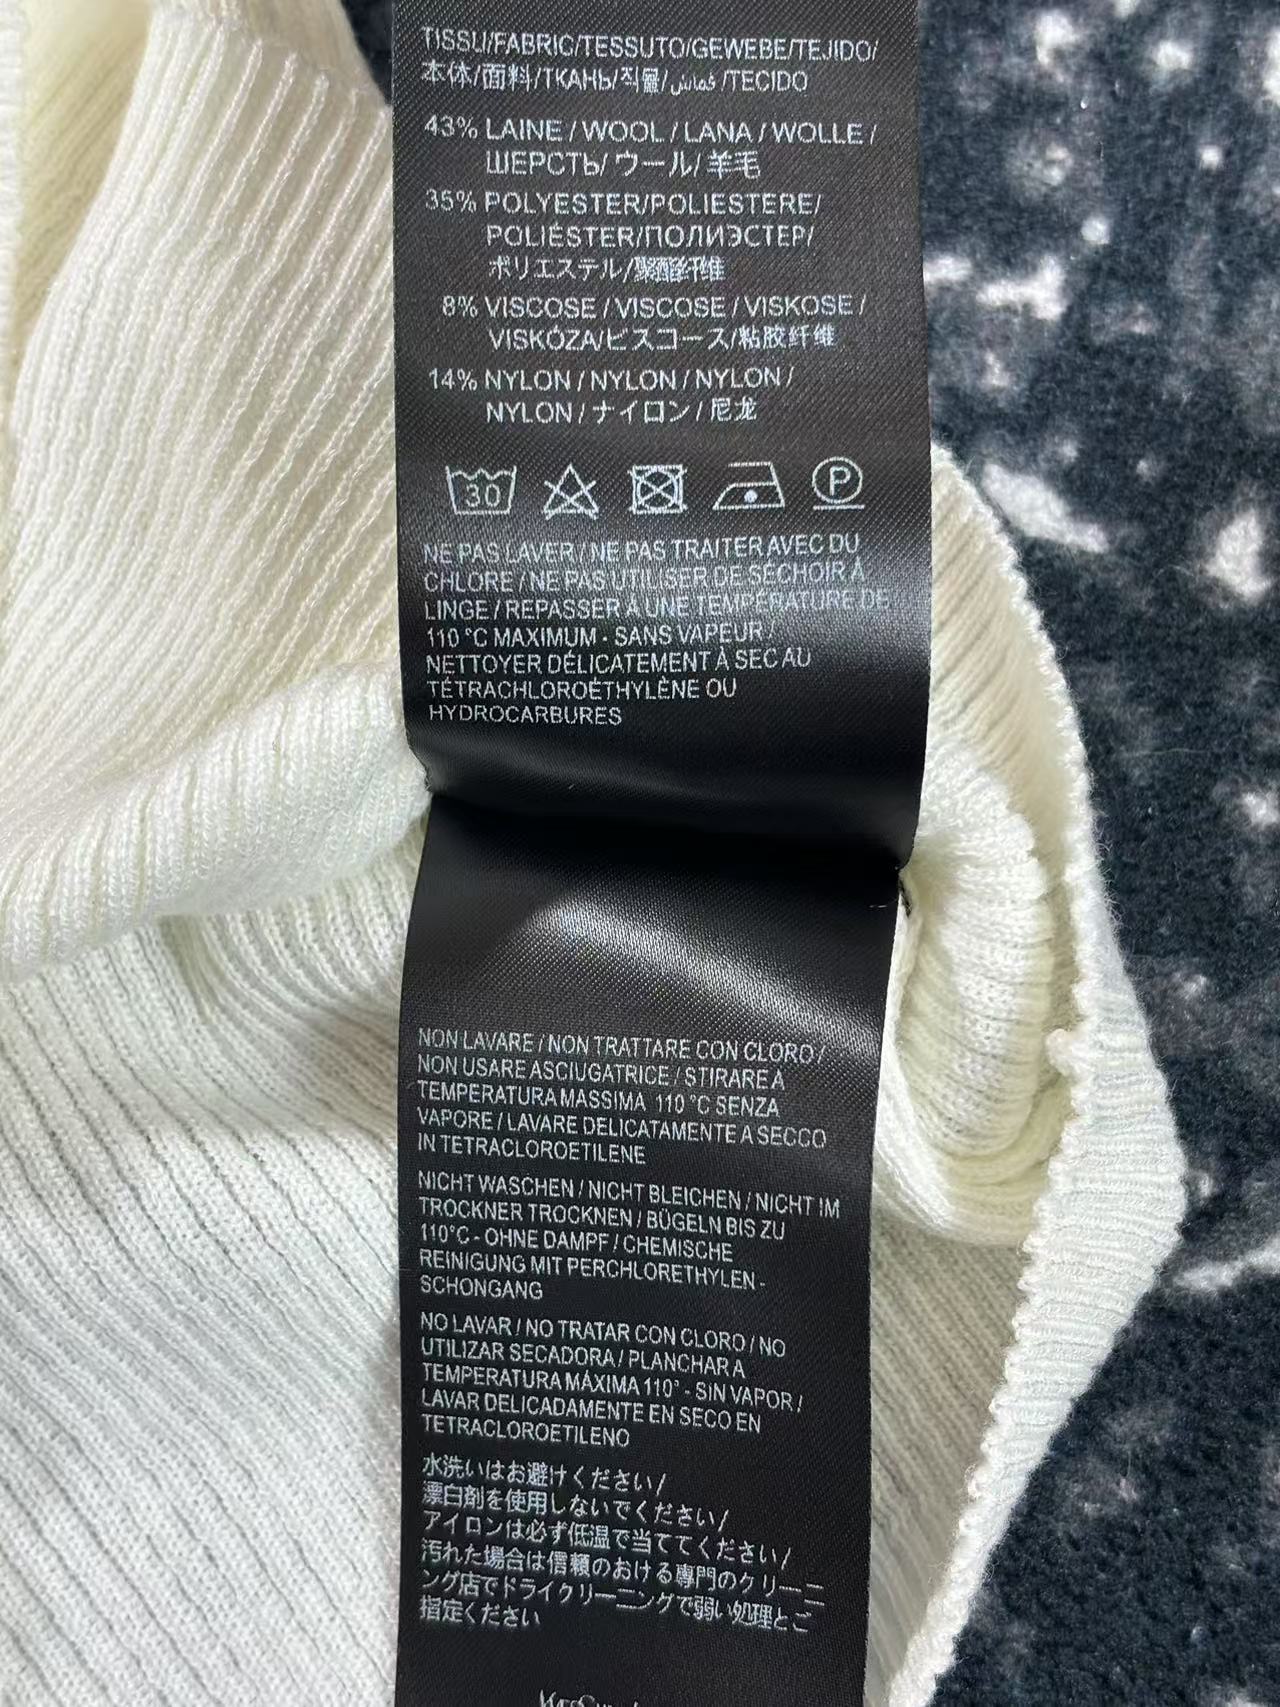 TISSU/FABRIC/TESSUTO/GEWEBE/TEJIDO/
本体/面料/ТКАНЬ/직물/قماش/TECIDO
43% LAINE / WOOL / LANA / WOLLE /
ШЕРСТЬ/ ウール/ 羊毛
35% POLYESTER/POLIESTERE/
POLIÉSTER/ПОЛИЭСТЕР/
ポリエステル/聚酯纤维
8% VISCOSE / VISCOSE / VISKOSE /
VISKÓZA/ビスコース/粘胶纤维
14% NYLON / NYLON / NYLON /
NYLON / ナイロン / 尼龙
30 P
NE PAS LAVER / NE PAS TRAITER AVEC DU
CHLORE / NE PAS UTILISER DE SÉCHOIR À
LINGE / REPASSER À UNE TEMPÉRATURE DE
110 °C MAXIMUM - SANS VAPEUR /
NETTOYER DÉLICATEMENT À SEC AU
TÉTRACHLOROÉTHYLÈNE OU
HYDROCARBURES
NON LAVARE / NON TRATTARE CON CLORO /
NON USARE ASCIUGATRICE / STIRARE A
TEMPERATURA MASSIMA 110 °C SENZA
VAPORE / LAVARE DELICATAMENTE A SECCO
IN TETRACLOROETILENE
NICHT WASCHEN / NICHT BLEICHEN / NICHT IM
TROCKNER TROCKNEN / BÜGELN BIS ZU
110°C - OHNE DAMPF / CHEMISCHE
REINIGUNG MIT PERCHLORETHYLEN -
SCHONGANG
NO LAVAR / NO TRATAR CON CLORO / NO
UTILIZAR SECADORA / PLANCHAR A
TEMPERATURA MÁXIMA 110° - SIN VAPOR /
LAVAR DELICADAMENTE EN SECO EN
TETRACLOROETILENO
水洗いはお避けください/
漂白剤を使用しないでください/
アイロンは必ず低温で当ててください/
汚れた場合は信頼のおける専門のクリーニ
ング店でドライクリーニングで弱い処理とご
指定ください